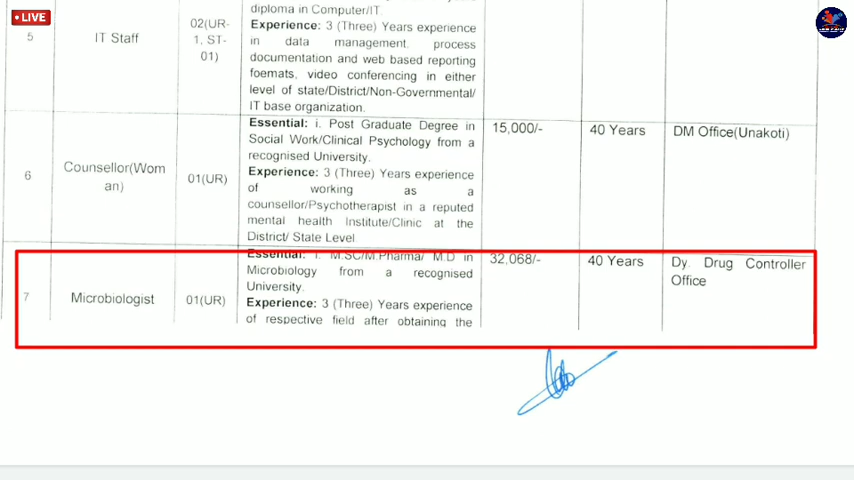 LIVE
diploma in Computer/IT.
5
IT Staff
02(UR-
1, ST-
01)
Experience: 3 (Three) Years experience
in data management, process
documentation and web based reporting
foemats, video conferencing in either
level of state/District/Non-Governmental/
IT base organization.
6
Counsellor(Wom
an)
01(UR)
Essential: i. Post Graduate Degree in
Social Work/Clinical Psychology from a
recognised University.
Experience: 3 (Three) Years experience
of working as a
counsellor/Psychotherapist in a reputed
mental health Institute/Clinic at the
District/ State Level
15,000/-
40 Years
DM Office(Unakoti)
7
Microbiologist
01(UR)
Essential: i. M.SC/M.Pharma/ M.D in
Microbiology from a recognised
University.
Experience: 3 (Three) Years experience
of respective field after obtaining the
32,068/-
40 Years
Dy. Drug Controller
Office